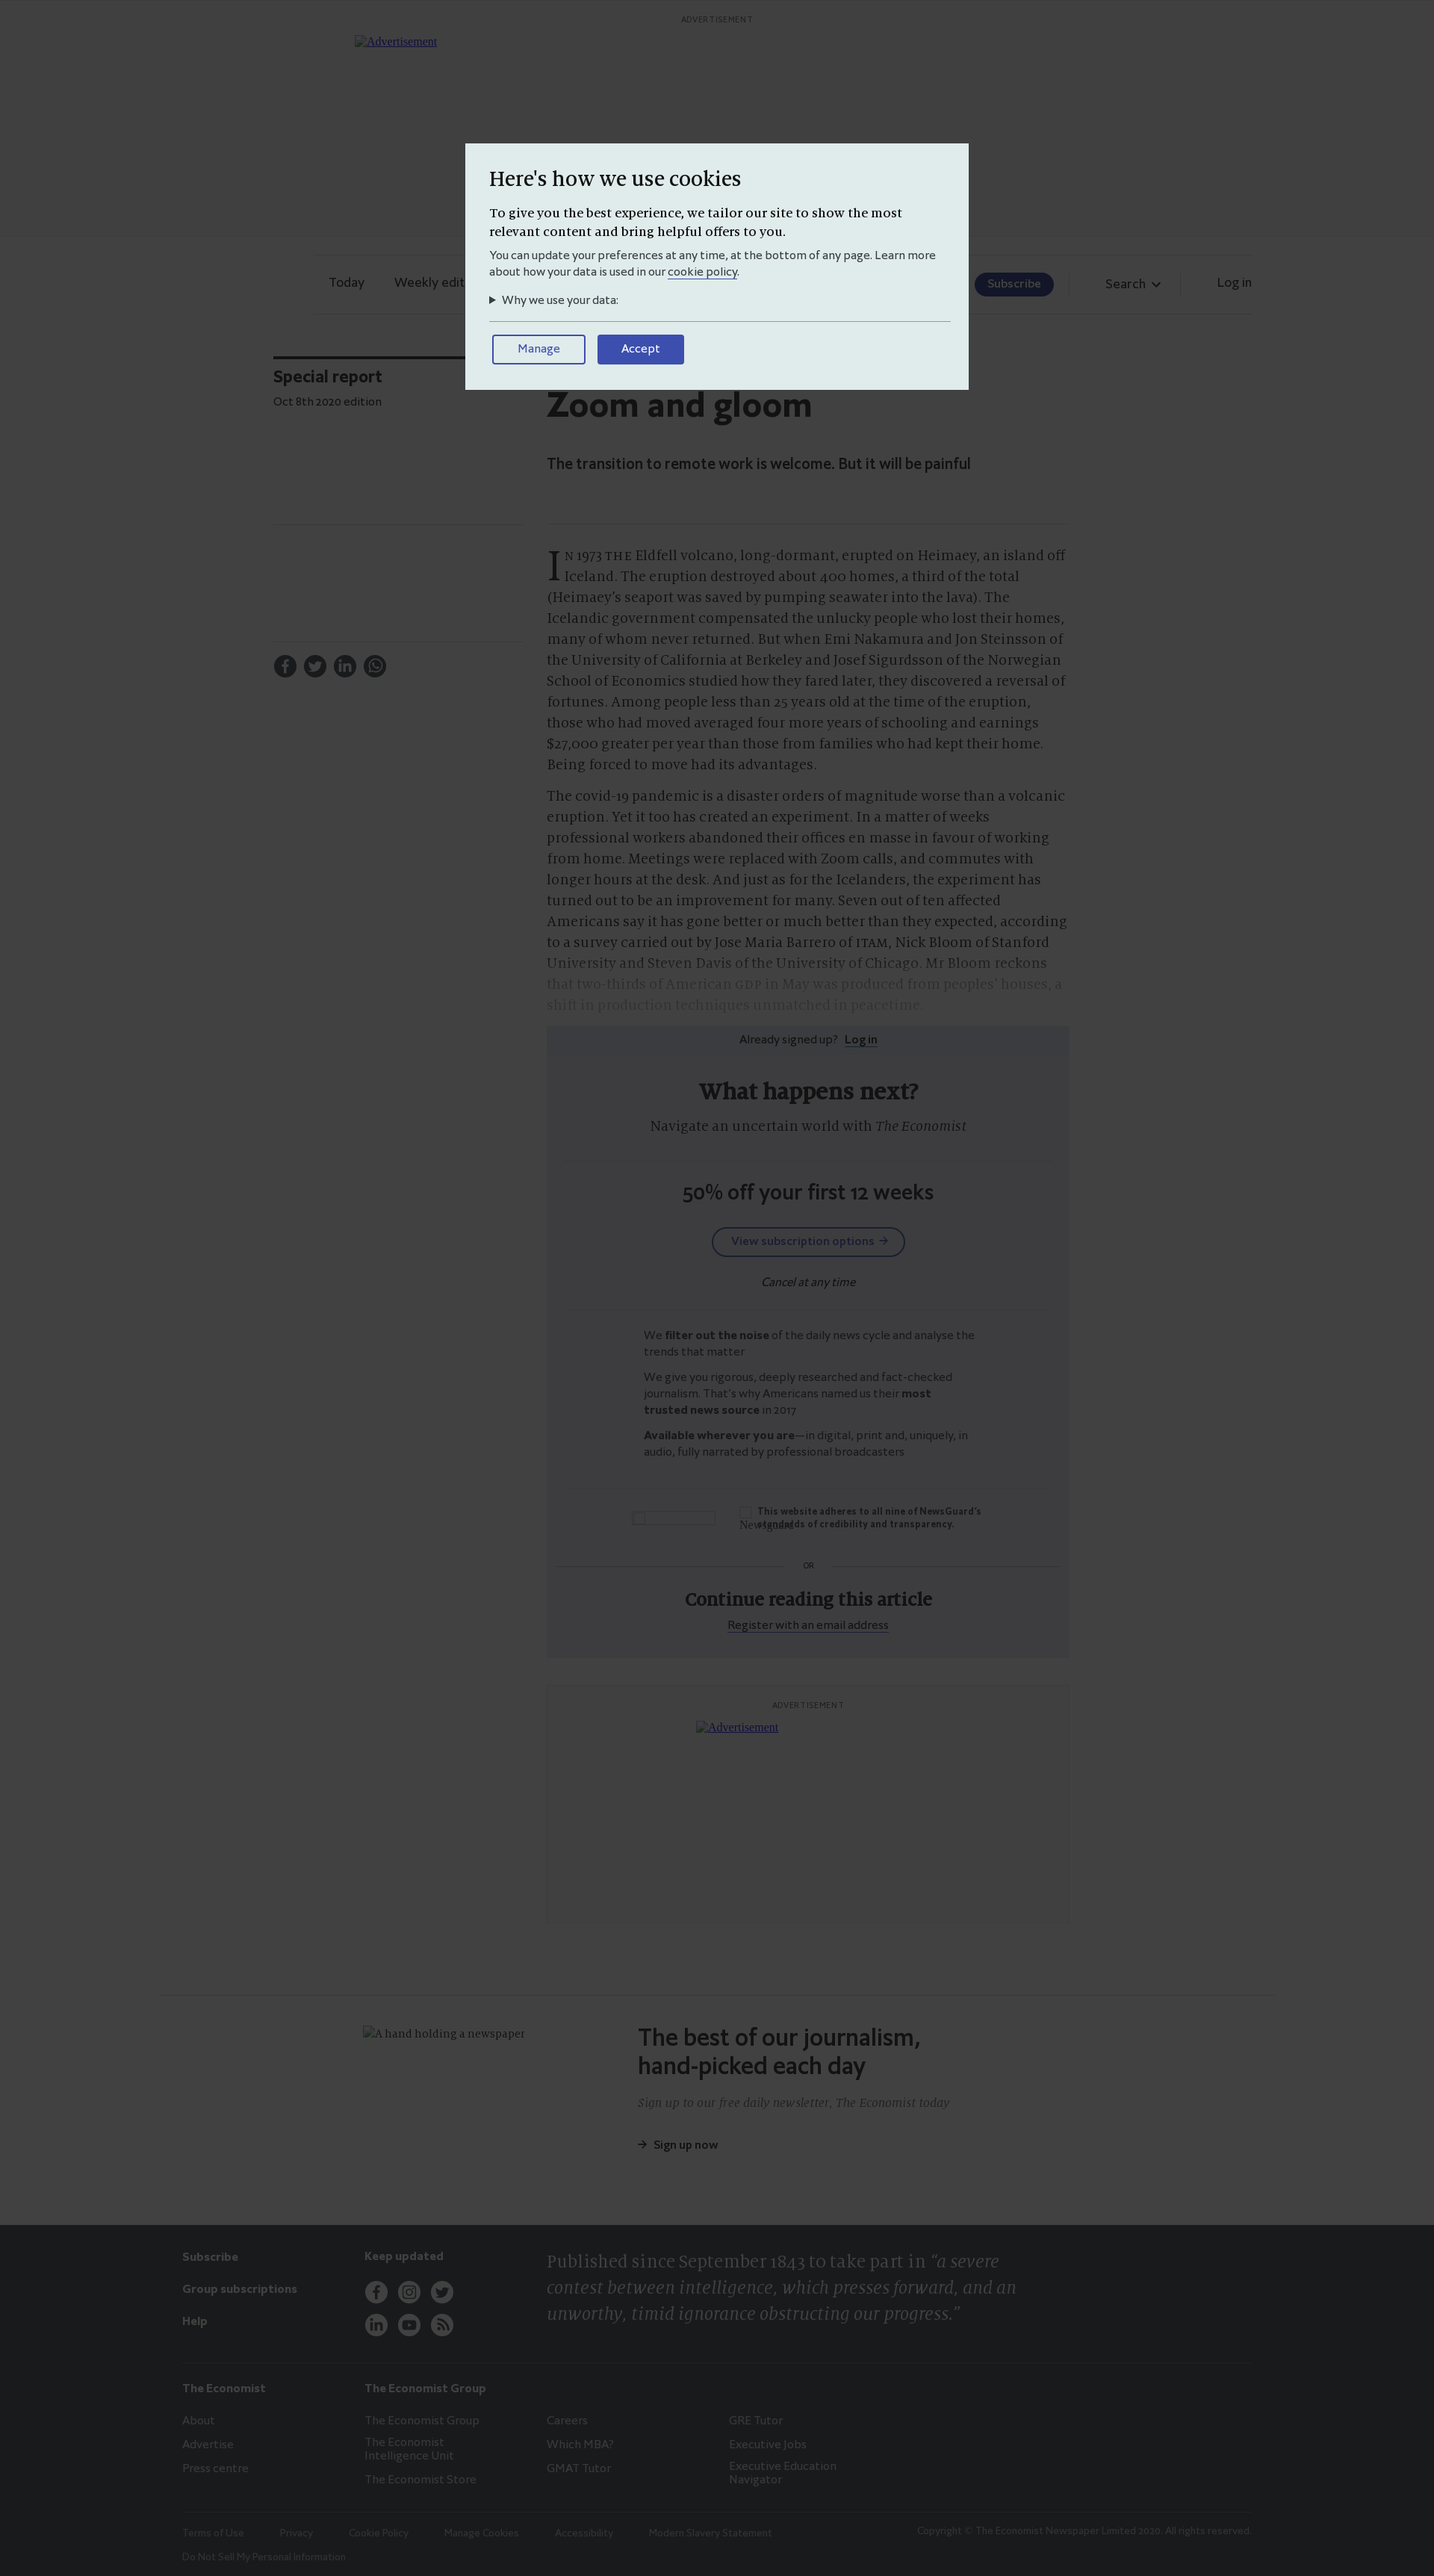 ADVERTISEMENT
Advertisement
Here's how we use cookies
To give you the best experience, we tailor our site to show the most
relevant content and bring helpful offers to you.
You can update your preferences at any time, at the bottom of any page. Learn more
about how your data is used in our cookie policy.
Why we use your data:
Manage
Accept
Today
Weekly edit
Subscribe
Search
Log in
Special report
Oct 8th 2020 edition
Zoom and gloom
The transition to remote work is welcome. But it will be painful
IN 1973 THE Eldfell volcano, long-dormant, erupted on Heimaey, an island off
Iceland. The eruption destroyed about 400 homes, a third of the total
(Heimaey’s seaport was saved by pumping seawater into the lava). The
Icelandic government compensated the unlucky people who lost their homes,
many of whom never returned. But when Emi Nakamura and Jon Steinsson of
the University of California at Berkeley and Josef Sigurdsson of the Norwegian
School of Economics studied how they fared later, they discovered a reversal of
fortunes. Among people less than 25 years old at the time of the eruption,
those who had moved averaged four more years of schooling and earnings
$27,000 greater per year than those from families who had kept their home.
Being forced to move had its advantages.
The covid-19 pandemic is a disaster orders of magnitude worse than a volcanic
eruption. Yet it too has created an experiment. In a matter of weeks
professional workers abandoned their offices en masse in favour of working
from home. Meetings were replaced with Zoom calls, and commutes with
longer hours at the desk. And just as for the Icelanders, the experiment has
turned out to be an improvement for many. Seven out of ten affected
Americans say it has gone better or much better than they expected, according
to a survey carried out by Jose Maria Barrero of ITAM, Nick Bloom of Stanford
University and Steven Davis of the University of Chicago. Mr Bloom reckons
that two-thirds of American GDP in May was produced from peoples’ houses, a
shift in production techniques unmatched in peacetime.
Already signed up? Log in
What happens next?
Navigate an uncertain world with The Economist
50% off your first 12 weeks
View subscription options →
Cancel at any time
We filter out the noise of the daily news cycle and analyse the
trends that matter
We give you rigorous, deeply researched and fact-checked
journalism. That’s why Americans named us their most
trusted news source in 2017
Available wherever you are—in digital, print and, uniquely, in
audio, fully narrated by professional broadcasters
This website adheres to all nine of NewsGuard’s
Newsguard
standards of credibility and transparency.
OR
Continue reading this article
Register with an email address
ADVERTISEMENT
Advertisement
A hand holding a newspaper
The best of our journalism,
hand-picked each day
Sign up to our free daily newsletter, The Economist today
→ Sign up now
Subscribe
Group subscriptions
Help
Keep updated
Published since September 1843 to take part in “a severe
contest between intelligence, which presses forward, and an
unworthy, timid ignorance obstructing our progress.”
The Economist
About
Advertise
Press centre
The Economist Group
The Economist Group
The Economist
Intelligence Unit
The Economist Store
Careers
Which MBA?
GMAT Tutor
GRE Tutor
Executive Jobs
Executive Education
Navigator
Terms of Use
Privacy
Cookie Policy
Manage Cookies
Accessibility
Modern Slavery Statement
Do Not Sell My Personal Information
Copyright © The Economist Newspaper Limited 2020. All rights reserved.